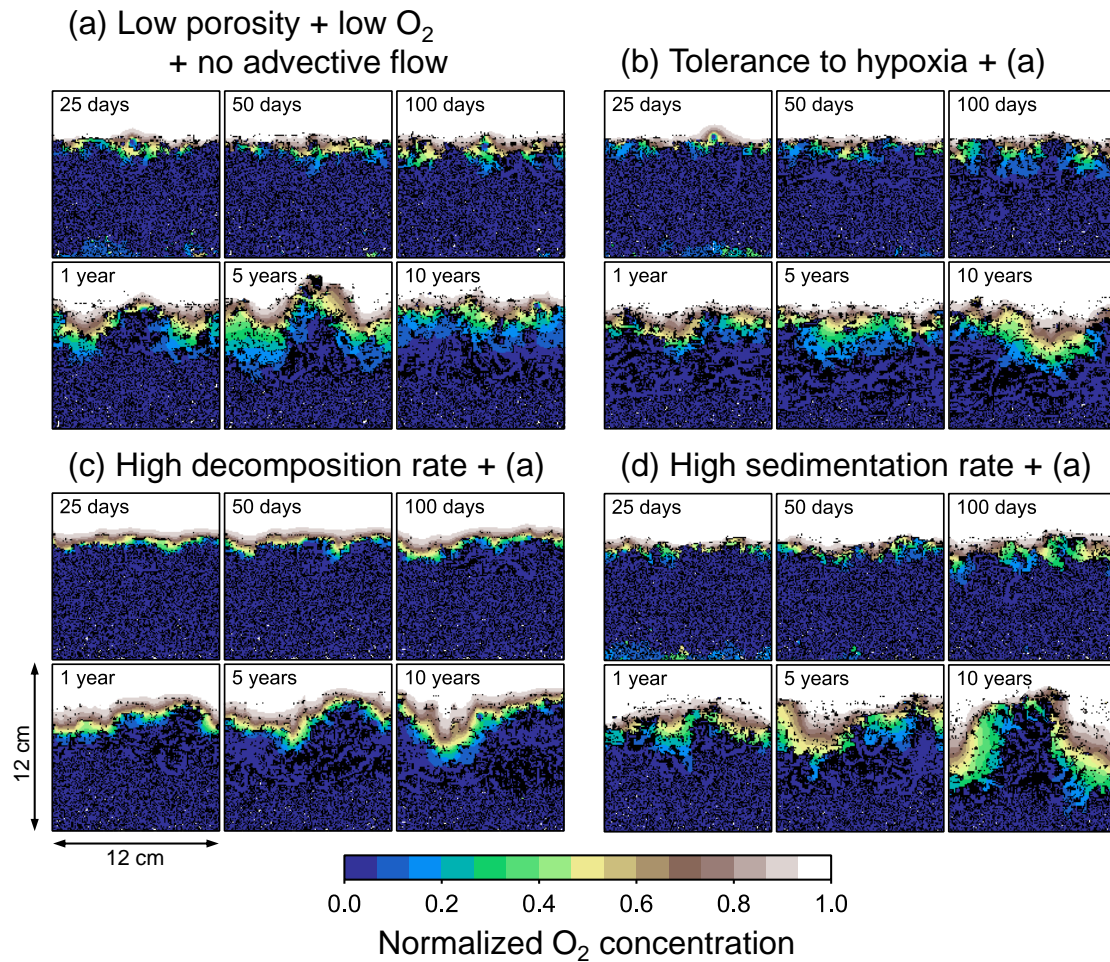 (a) Low porosity + low O₂
+ no advective flow
25 days
50 days
100 days
1 year
5 years
10 years
(b) Tolerance to hypoxia + (a)
25 days
50 days
100 days
1 year
5 years
10 years
(c) High decomposition rate + (a)
25 days
50 days
100 days
1 year
5 years
10 years
12 cm
12 cm
(d) High sedimentation rate + (a)
25 days
50 days
100 days
1 year
5 years
10 years
0.0 0.2 0.4 0.6 0.8 1.0
Normalized O₂ concentration